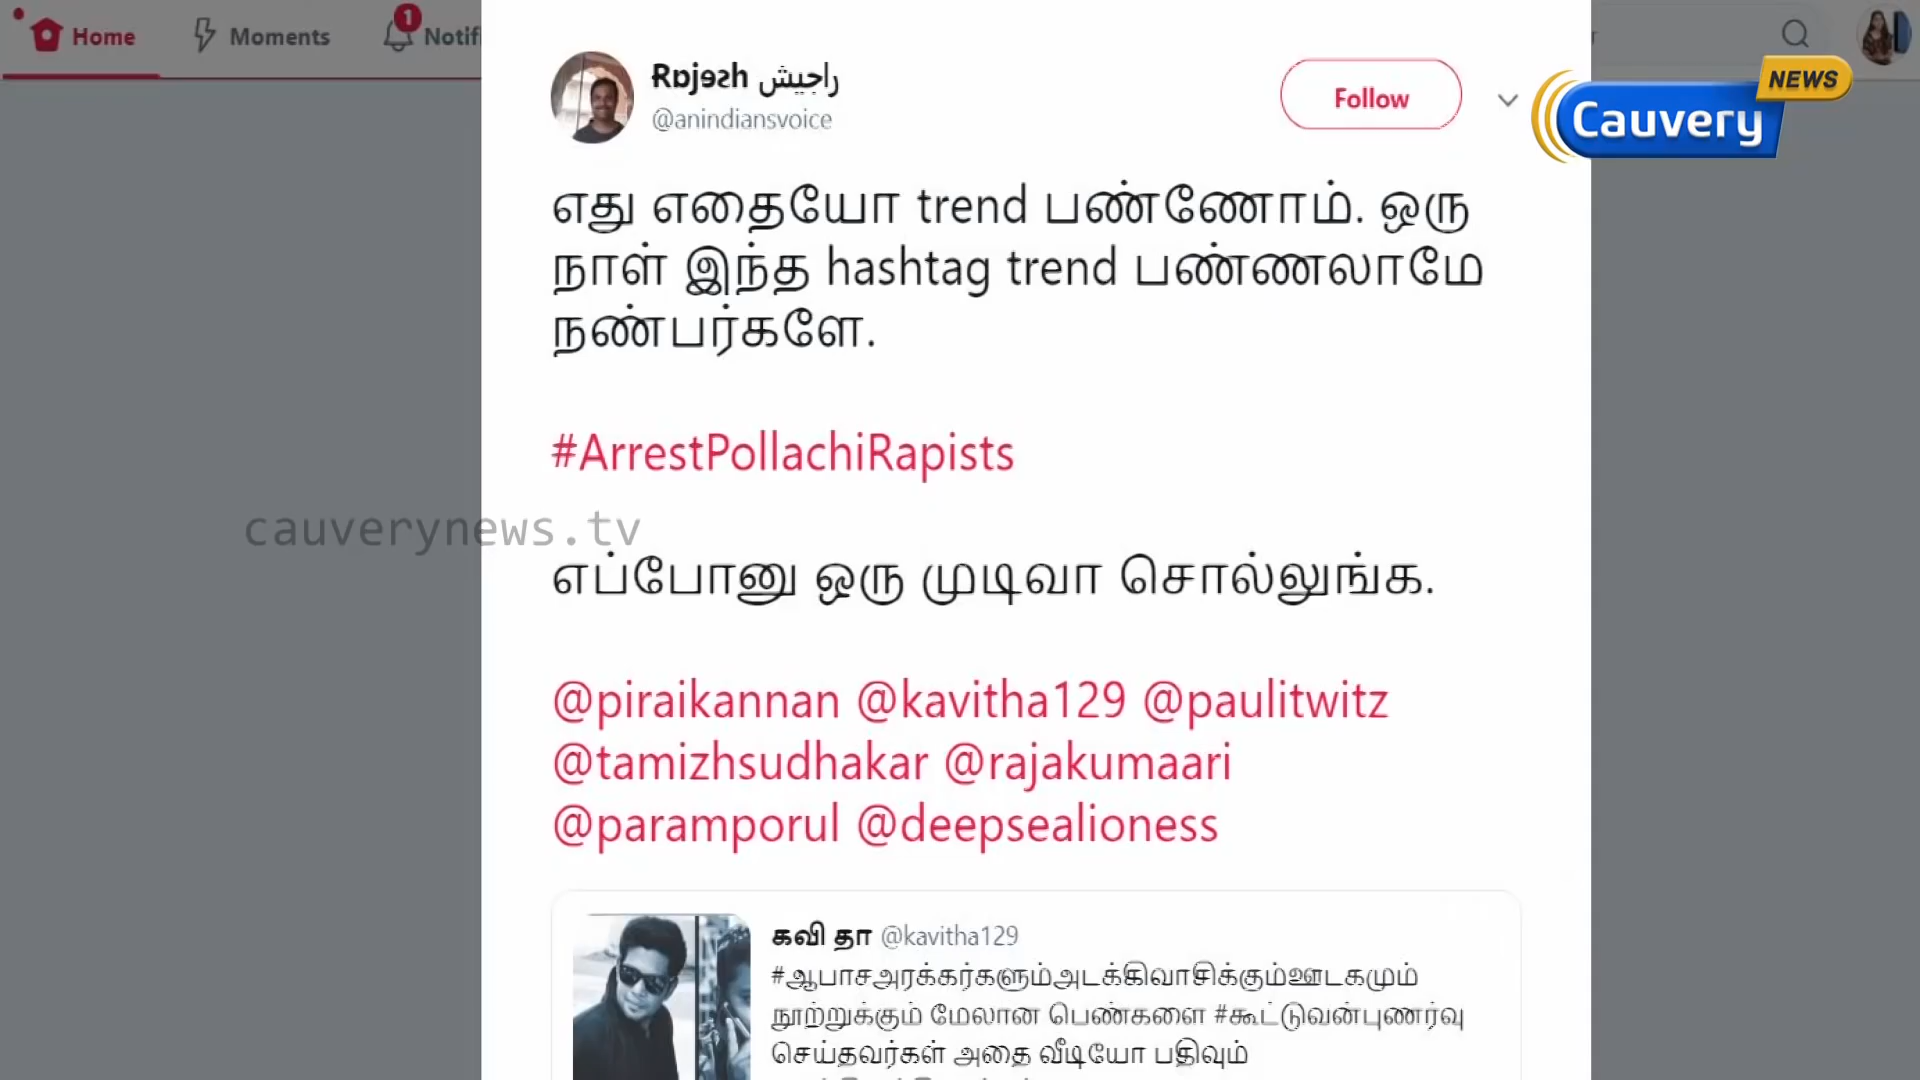 Home
Moments
1
Rɒjɘƨh راجيش
@anindiansvoice
Follow
NEWS
Cauvery
எது எதையோ trend பண்ணோம். ஒரு
நாள் இந்த hashtag trend பண்ணலாமே
நண்பர்களே.
#ArrestPollachiRapists
cauverynews.tv
எப்போனு ஒரு முடிவா சொல்லுங்க.
@piraikannan @kavitha129 @paulitwitz
@tamizhsudhakar @rajakumaari
@paramporul @deepsealioness
கவி தா @kavitha129
#ஆபாசஅரக்கர்களும்அடக்கிவாசிக்கும்ஊடகமும்
நூற்றுக்கும் மேலான பெண்களை #கூட்டுவன்புணர்வு
செய்தவர்கள் அதை வீடியோ பதிவும்